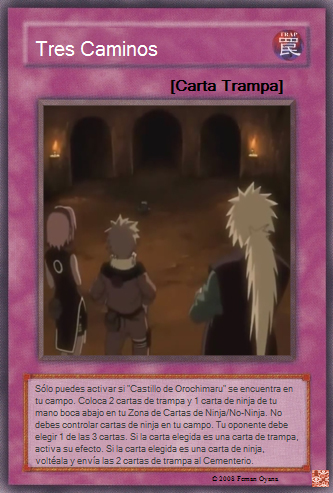 Tres Caminos
TRAP
罠
[Carta Trampa]
Sólo puedes activar si "Castillo de Orochimaru" se encuentra en
tu campo. Coloca 2 cartas de trampa y 1 carta de ninja de tu
mano boca abajo en tu Zona de Cartas de Ninja/No-Ninja. No
debes controlar cartas de ninja en tu campo. Tu oponente debe
elegir 1 de las 3 cartas. Si la carta elegida es una carta de trampa,
activa su efecto. Si la carta elegida es una carta de ninja,
voltéala y envía las 2 cartas de trampa al Cementerio.
©2008 Forman Oyana